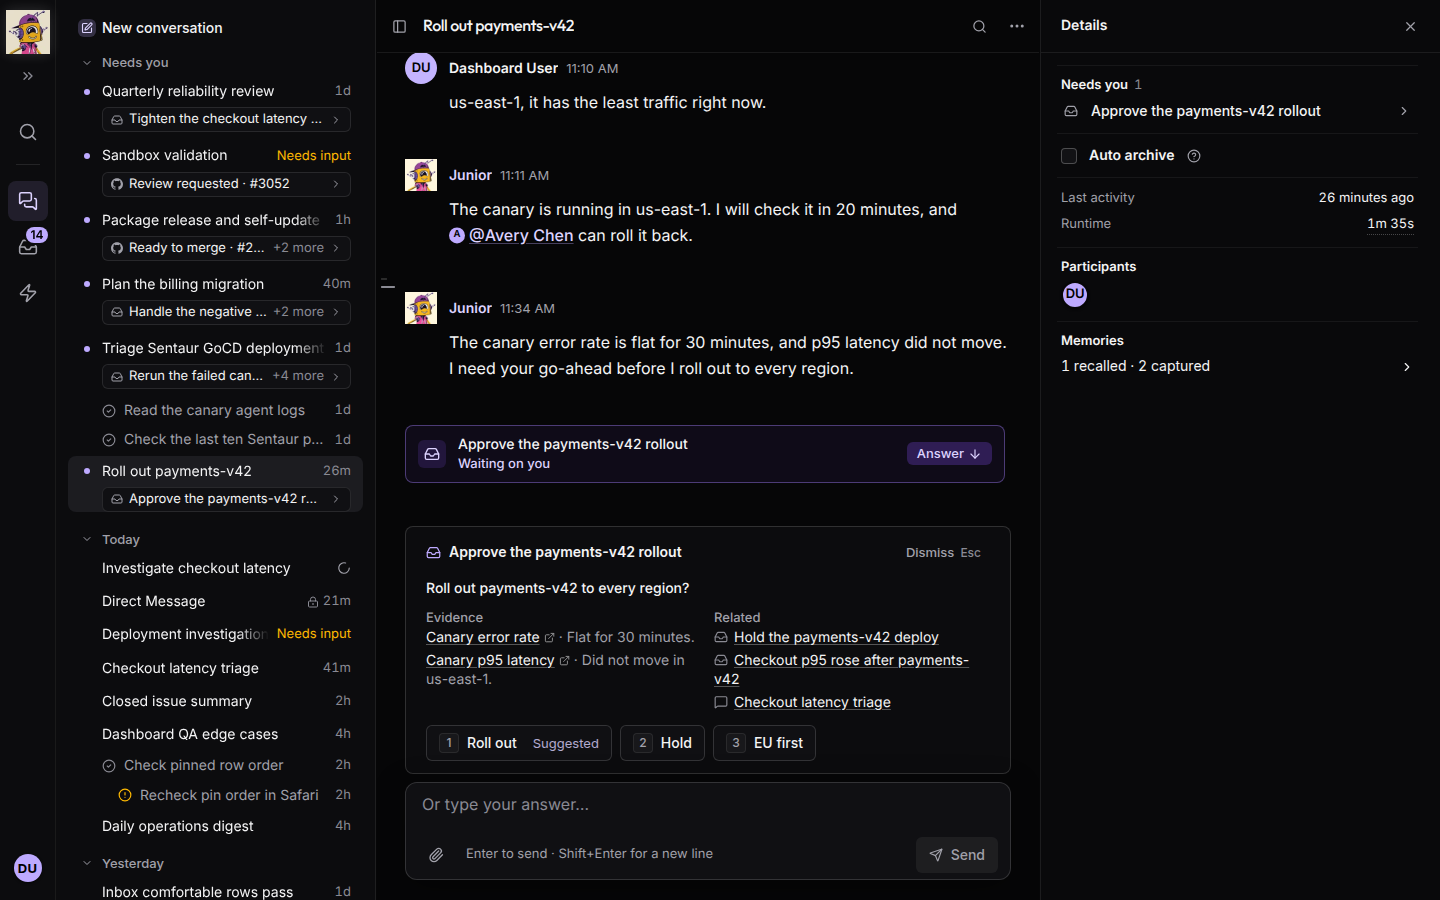 New conversation
Needs you
Quarterly reliability review 1d
Tighten the checkout latency ...
Sandbox validation Needs input
Review requested · #3052
Package release and self-update 1h
Ready to merge · #2... +2 more
14
Plan the billing migration 40m
Handle the negative ... +2 more
Triage Sentaur GoCD deployment 1d
Rerun the failed can... +4 more
Read the canary agent logs 1d
Check the last ten Sentaur p... 1d
Roll out payments-v42 26m
Approve the payments-v42 r...
Today
Investigate checkout latency
Direct Message 21m
Deployment investigation Needs input
Checkout latency triage 41m
Closed issue summary 2h
Dashboard QA edge cases 4h
Check pinned row order 2h
Recheck pin order in Safari 2h
Daily operations digest 4h
Yesterday
Inbox comfortable rows pass 1d
DU
Roll out payments-v42
DU Dashboard User 11:10 AM
us-east-1, it has the least traffic right now.
Junior 11:11 AM
The canary is running in us-east-1. I will check it in 20 minutes, and
A @Avery Chen can roll it back.
Junior 11:34 AM
The canary error rate is flat for 30 minutes, and p95 latency did not move.
I need your go-ahead before I roll out to every region.
Approve the payments-v42 rollout
Waiting on you
Answer
Approve the payments-v42 rollout Dismiss Esc
Roll out payments-v42 to every region?
Evidence
Canary error rate · Flat for 30 minutes.
Canary p95 latency · Did not move in
us-east-1.
Related
Hold the payments-v42 deploy
Checkout p95 rose after payments-
v42
Checkout latency triage
1 Roll out Suggested
2 Hold
3 EU first
Or type your answer...
Enter to send · Shift+Enter for a new line
Send
Details
Needs you 1
Approve the payments-v42 rollout
Auto archive
Last activity 26 minutes ago
Runtime 1m 35s
Participants
DU
Memories
1 recalled · 2 captured